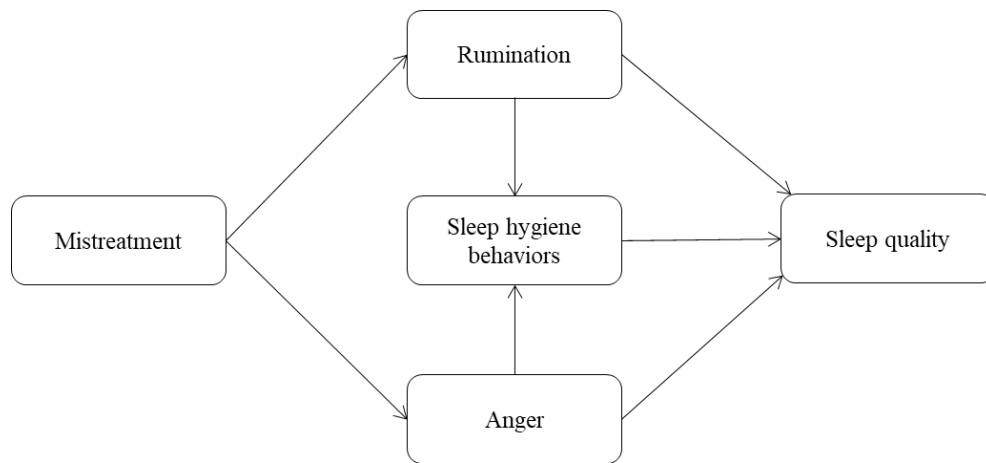 Rumination
Mistreatment
Sleep hygiene
behaviors
Sleep quality
Anger